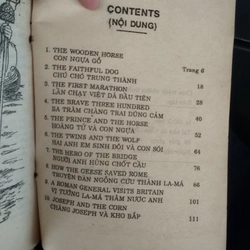 CONTENTS
(NỘI DUNG)
Trang
1. THE WOODEN HORSE 6
CON NGỰA GỖ
2. THE FAITHFUL DOG 18
CHÚ CHÓ TRUNG THÀNH
3. THE FIRST MARATHON 28
LẦN CHẠY VIỆT DÃ ĐẦU TIÊN
4. THE BRAVE THREE HUNDRED 40
BA TRĂM CHÀNG TRAI DŨNG CẢM
5. THE PRINCE AND THE HORSE 52
HOÀNG TỬ VÀ CON NGỰA
6. THE TWINS AND THE WOLF 64
HAI ANH EM SINH ĐÔI VÀ CON SÓI
7. THE HERO OF THE BRIDGE 76
NGƯỜI ANH HÙNG CHỐT CẦU
8. HOW THE GEESE SAVED ROME 86
TRUYỆN ĐÀN NGỖNG CỨU THÀNH LA-MÃ
9. A ROMAN GENERAL VISITS BRITAIN
VỊ TƯỚNG LA-MÃ THĂM NƯỚC ANH 101
10. JOSEPH AND THE CORN
CHÀNG JOSEPH VÀ KHO BẮP 111